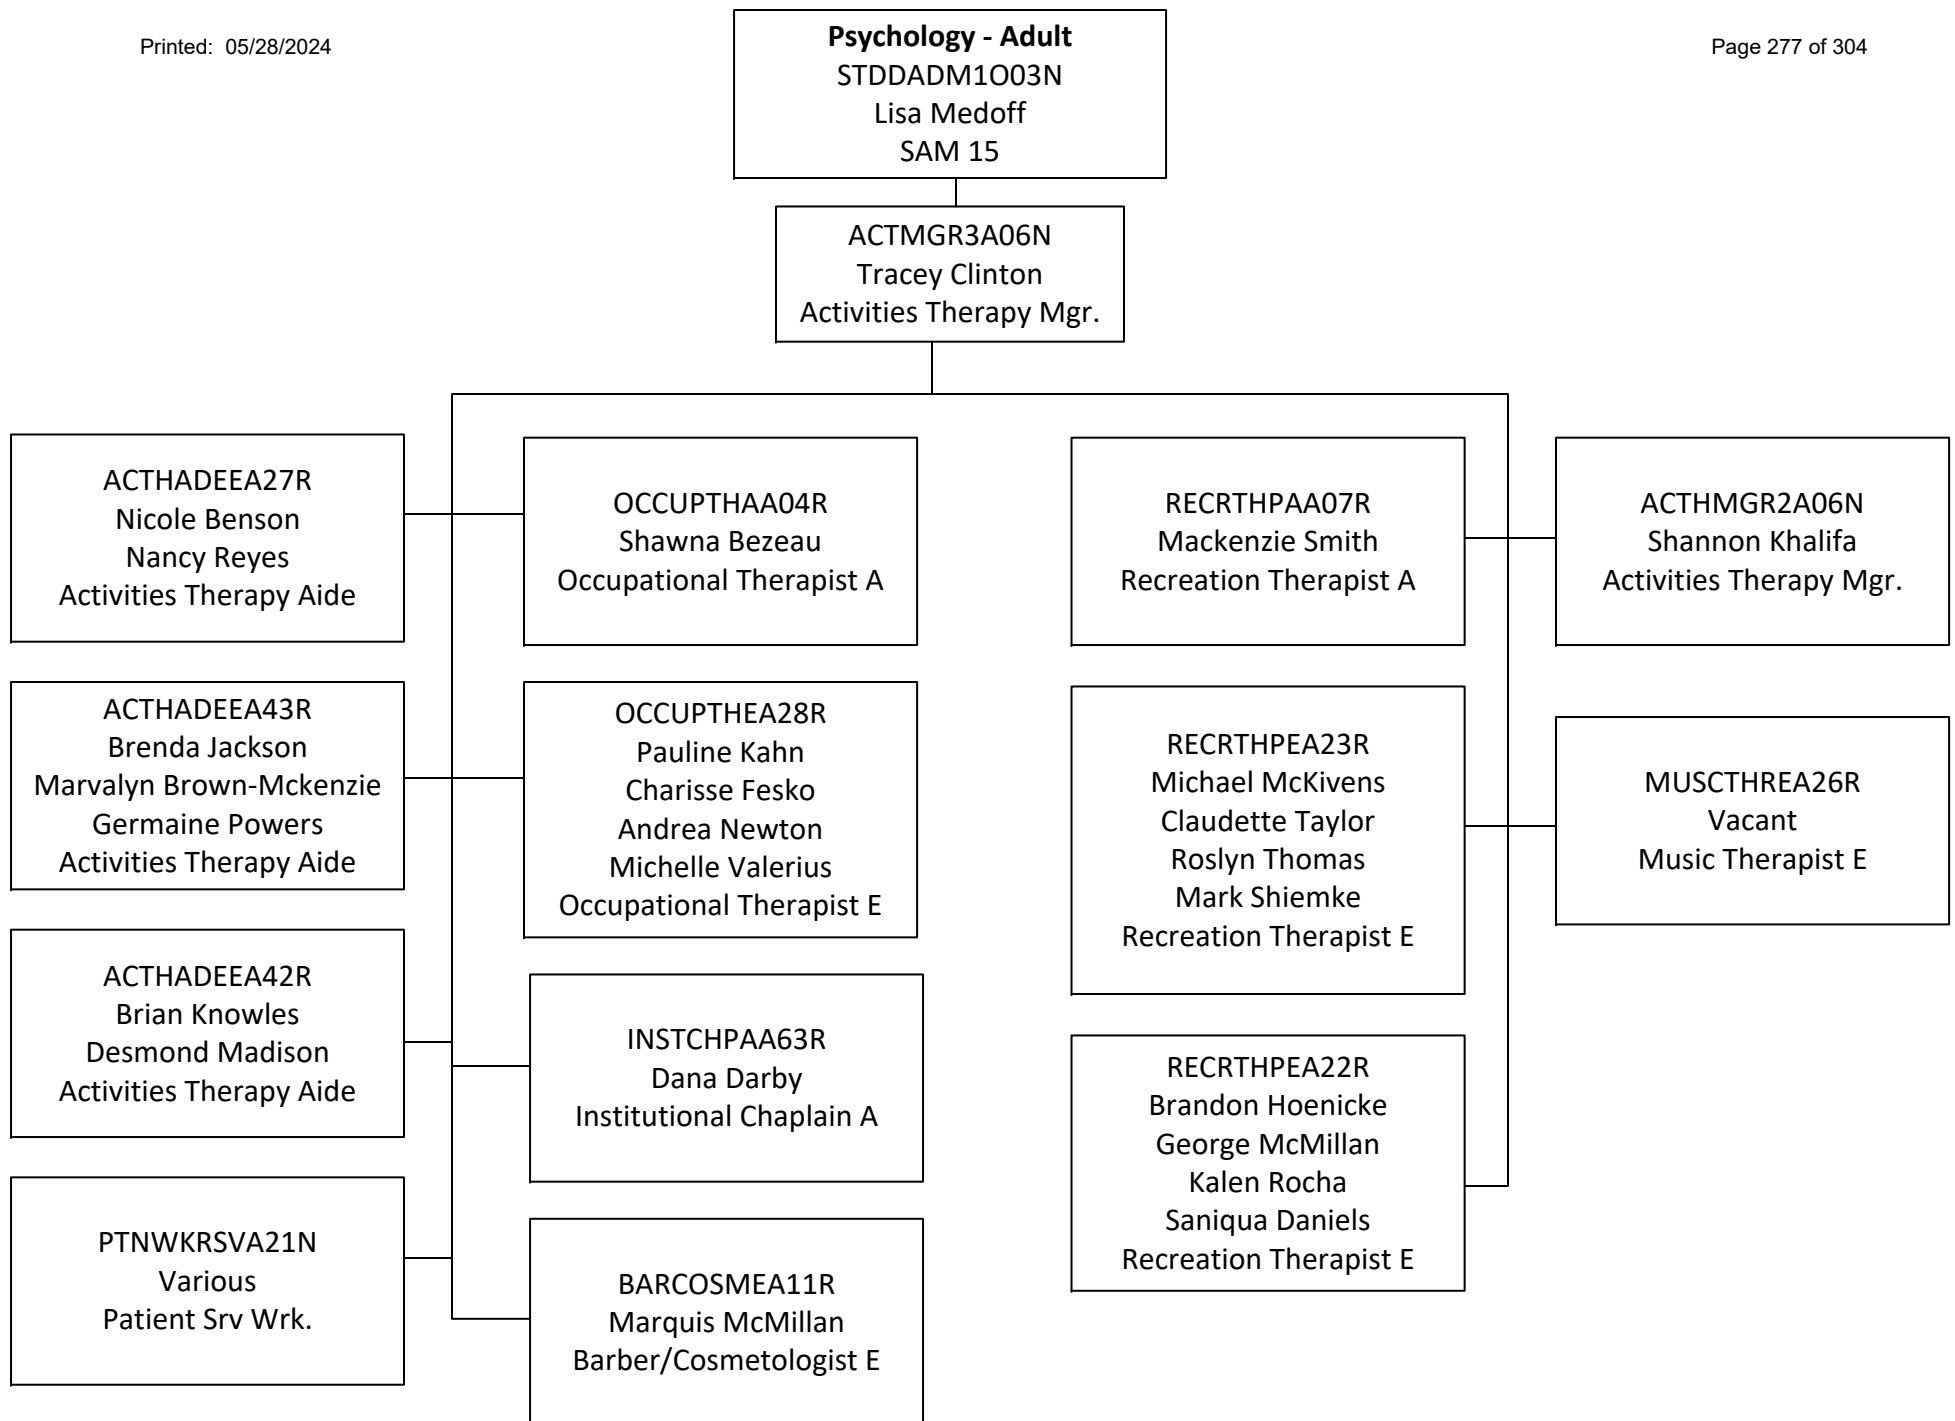 Printed: 05/28/2024
Page 277 of 304
Psychology - Adult
STDDADM1O03N
Lisa Medoff
SAM 15
ACTMGR3A06N
Tracey Clinton
Activities Therapy Mgr.
ACTHADEEA27R
Nicole Benson
Nancy Reyes
Activities Therapy Aide
OCCUPTHAA04R
Shawna Bezeau
Occupational Therapist A
RECRTHPAA07R
Mackenzie Smith
Recreation Therapist A
ACTHMGR2A06N
Shannon Khalifa
Activities Therapy Mgr.
ACTHADEEA43R
Brenda Jackson
Marvalyn Brown-Mckenzie
Germaine Powers
Activities Therapy Aide
OCCUPTHEA28R
Pauline Kahn
Charisse Fesko
Andrea Newton
Michelle Valerius
Occupational Therapist E
RECRTHPEA23R
Michael McKivens
Claudette Taylor
Roslyn Thomas
Mark Shiemke
Recreation Therapist E
MUSCTHREA26R
Vacant
Music Therapist E
ACTHADEEA42R
Brian Knowles
Desmond Madison
Activities Therapy Aide
INSTCHPAA63R
Dana Darby
Institutional Chaplain A
RECRTHPEA22R
Brandon Hoenicke
George McMillan
Kalen Rocha
Saniqua Daniels
Recreation Therapist E
PTNWKRSVA21N
Various
Patient Srv Wrk.
BARCOSMEA11R
Marquis McMillan
Barber/Cosmetologist E